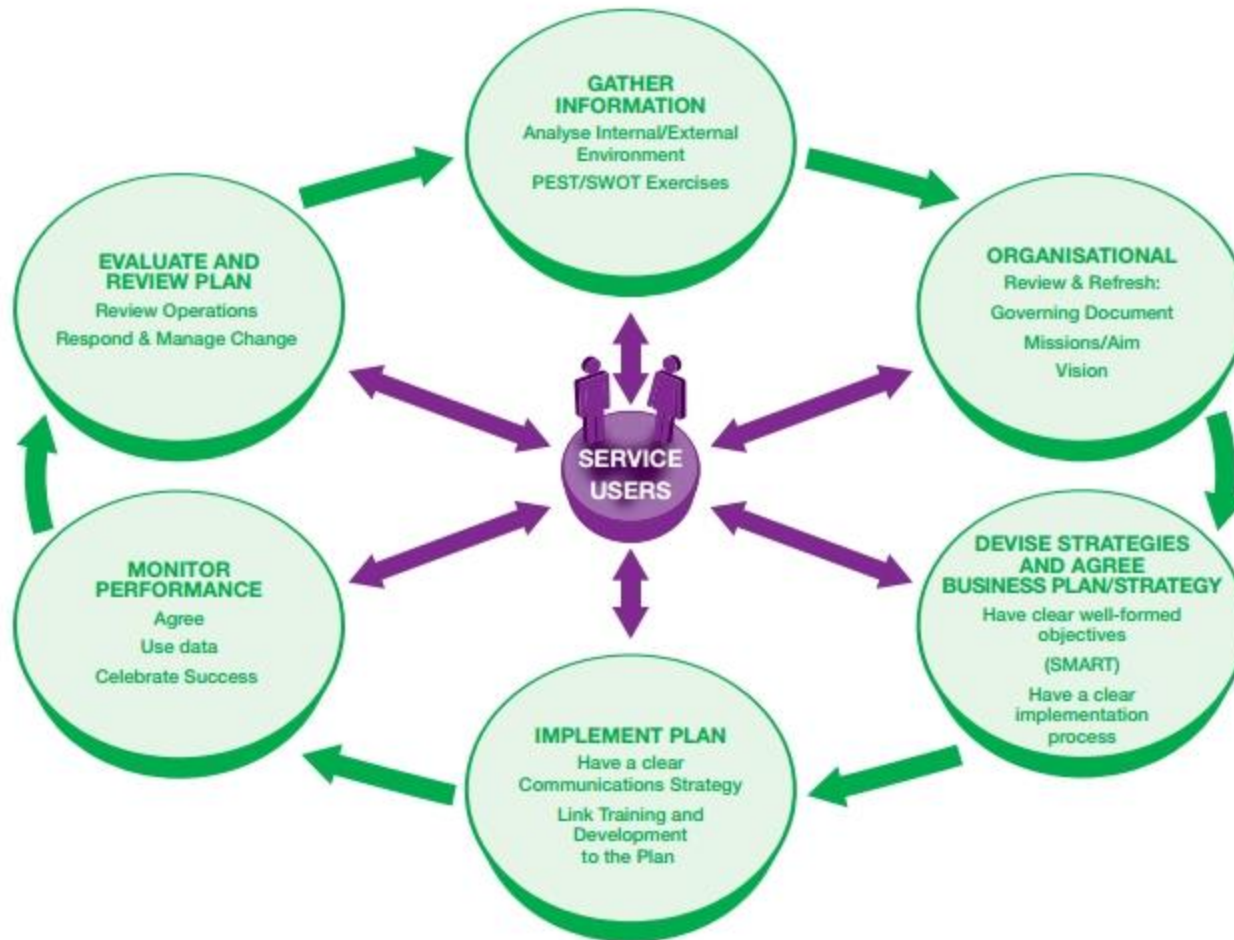 GATHER
INFORMATION
Analyse Internal/External
Environment
PEST/SWOT Exercises
ORGANISATIONAL
Review & Refresh:
Governing Document
Missions/Aim
Vision
DEVISE STRATEGIES
AND AGREE
BUSINESS PLAN/STRATEGY
Have clear well-formed
objectives
(SMART)
Have a clear
implementation
process
IMPLEMENT PLAN
Have a clear
Communications Strategy
Link Training and
Development
to the Plan
MONITOR
PERFORMANCE
Agree
Use data
Celebrate Success
EVALUATE AND
REVIEW PLAN
Review Operations
Respond & Manage Change
SERVICE
USERS